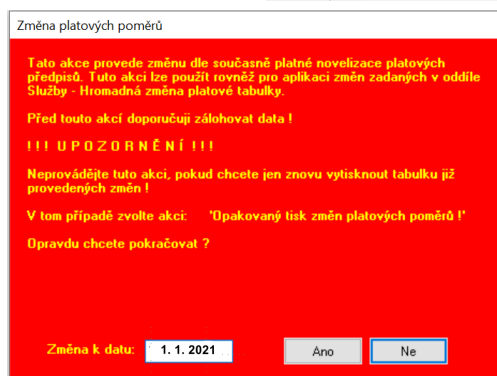 Změna platových poměrů
Tato akce provede změnu dle současně platné novelizace platových
předpisů. Tuto akci lze použít rovněž pro aplikaci změn zadaných v oddíle
Služby - Hromadná změna platové tabulky.
Před touto akcí doporučuji zálohovat data !
! ! ! U P O Z O R N Ě N Í ! ! !
Neprovádějte tuto akci, pokud chcete jen znovu vytisknout tabulku již
provedených změn !
V tom případě zvolte akci: 'Opakovaný tisk změn platových poměrů !'
Opravdu chcete pokračovat ?
Změna k datu: 1. 1. 2021 Ano Ne